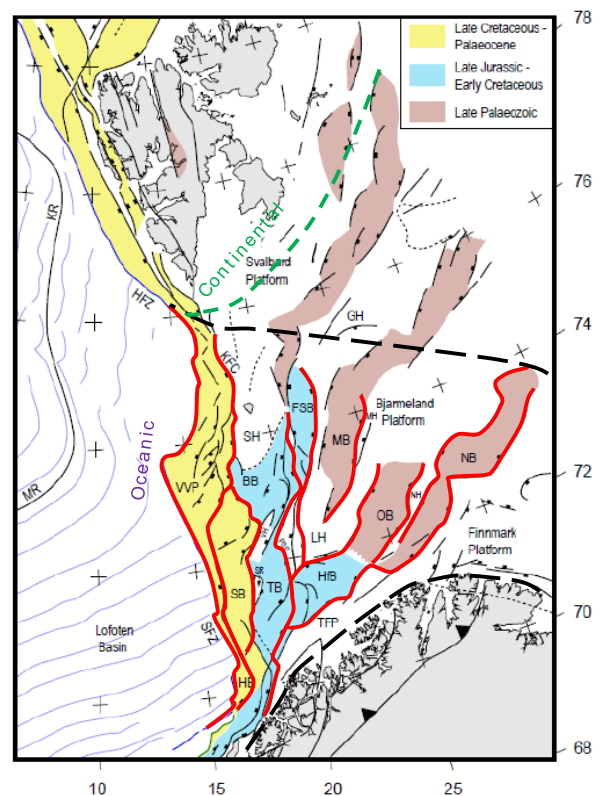 Late Cretaceous -
Palaeocene
Late Jurassic -
Early Cretaceous
Late Palaeozoic
78
76
74
72
70
68
10
15
20
25
KR
HFZ
Continental
Svalbard
Platform
GH
KFC
Oceanic
FSB
SH
MB
MH
Bjarmeland
Platform
BB
VVP
MR
NB
NH
OB
LH
VH
PSP
Finnmark
Platform
SR
HfB
TB
SB
TFP
SFZ
Lofoten
Basin
HB